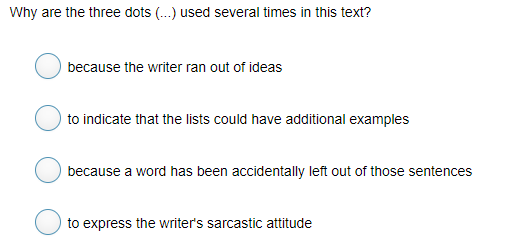 Why are the three dots (...) used several times in this text?
because the writer ran out of ideas
to indicate that the lists could have additional examples
because a word has been accidentally left out of those sentences
to express the writer's sarcastic attitude